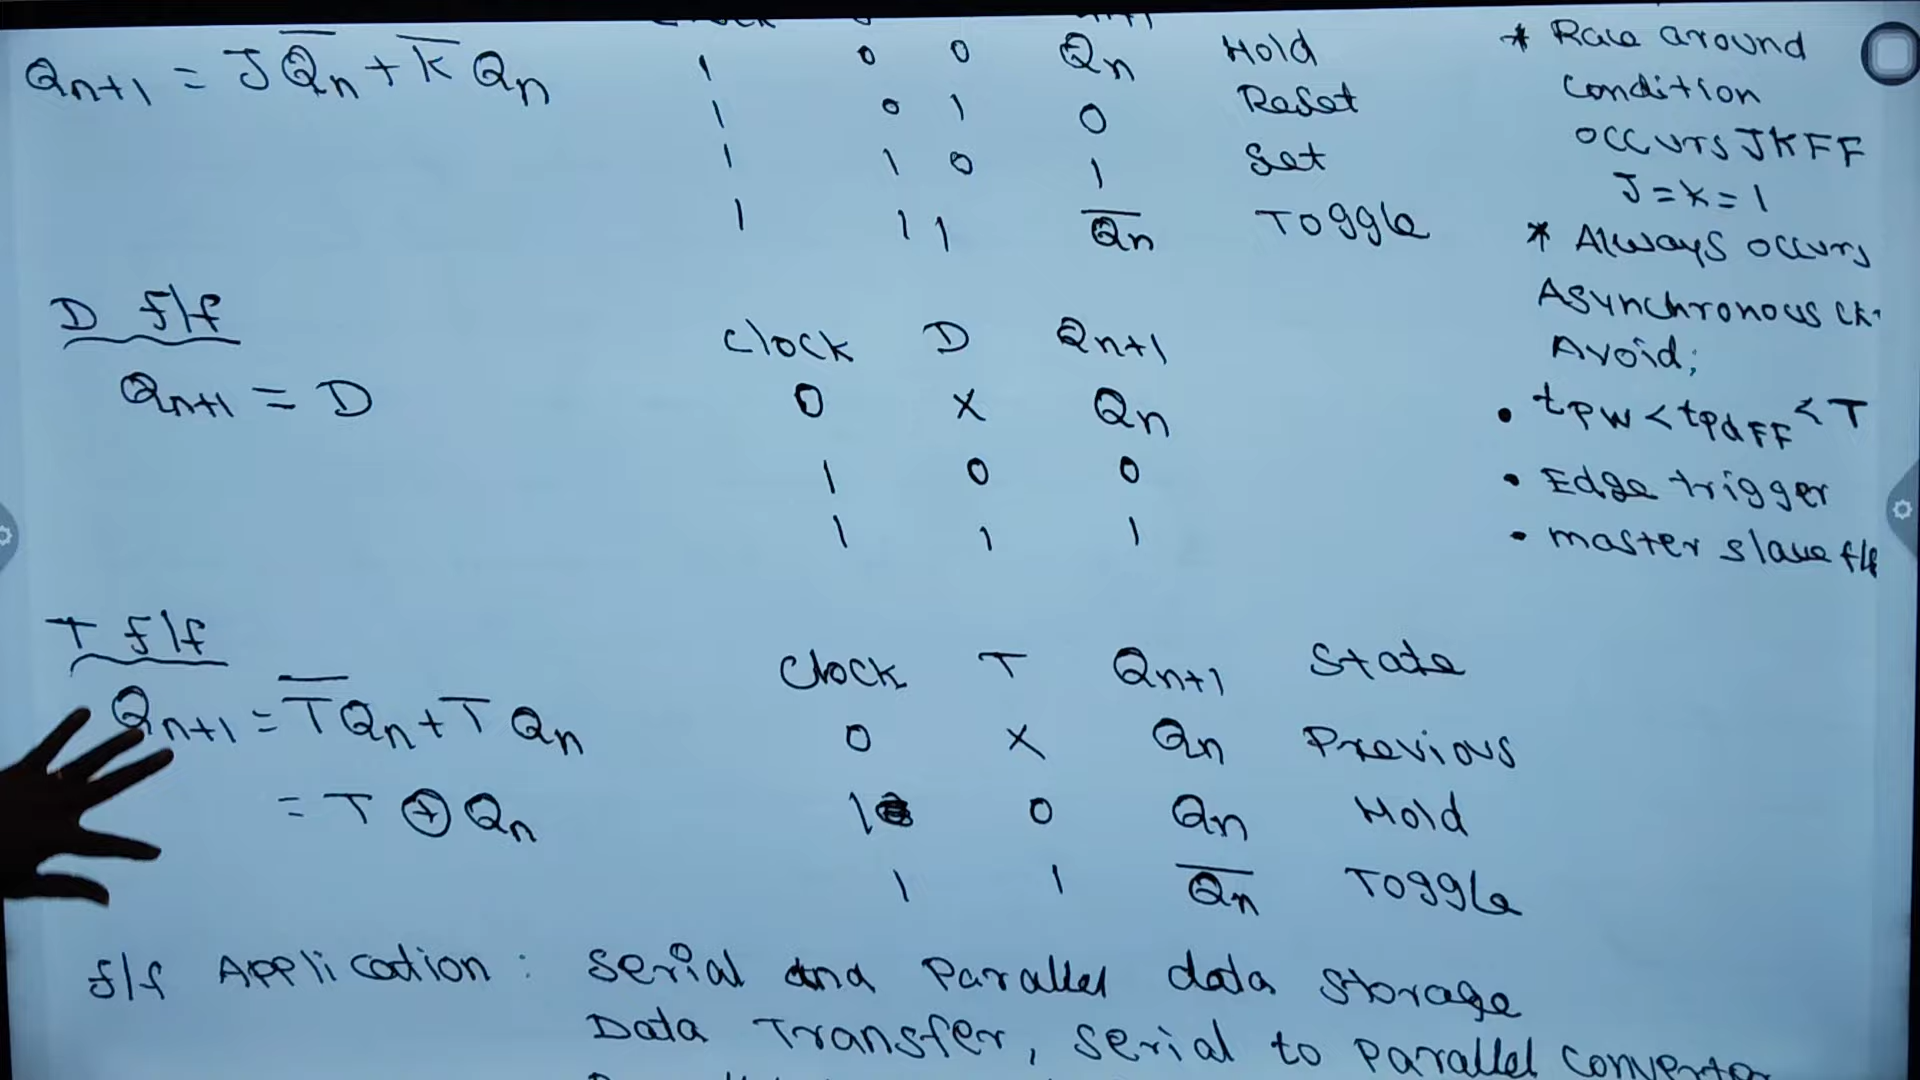 Qn+1 = J Q̅n + K̅ Qn
1 0 0 Qn Hold
1 0 1 0 Reset
1 1 0 1 Set
1 1 1 Q̅n Toggle
* Race around
condition
occurs JKFF
J=K=1
* Always occurs
Asynchronous ck.
Avoid;
• tpw < tpdFF < T
• Edge trigger
• master slave f/f
D f/f
Qn+1 = D
Clock D Qn+1
0 X Qn
1 0 0
1 1 1
T f/f
Qn+1 = T̅ Qn + T Qn
= T ⊕ Qn
Clock T Qn+1 State
0 X Qn Previous
1 0 Qn Hold
1 1 Q̅n Toggle
f/f Application : Serial and Parallel data storage
Data Transfer, Serial to Parallel Converter